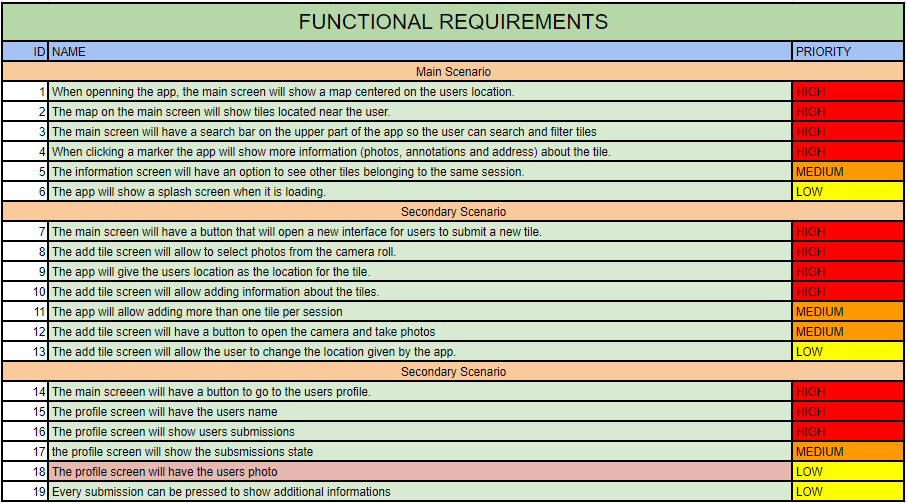 FUNCTIONAL REQUIREMENTS
ID NAME PRIORITY
Main Scenario
1 When openning the app, the main screen will show a map centered on the users location. HIGH
2 The map on the main screen will show tiles located near the user. HIGH
3 The main screen will have a search bar on the upper part of the app so the user can search and filter tiles HIGH
4 When clicking a marker the app will show more information (photos, annotations and address) about the tile. HIGH
5 The information screen will have an option to see other tiles belonging to the same session. MEDIUM
6 The app will show a splash screen when it is loading. LOW
Secondary Scenario
7 The main screen will have a button that will open a new interface for users to submit a new tile. HIGH
8 The add tile screen will allow to select photos from the camera roll. HIGH
9 The app will give the users location as the location for the tile. HIGH
10 The add tile screen will allow adding information about the tiles. HIGH
11 The app will allow adding more than one tile per session MEDIUM
12 The add tile screen will have a button to open the camera and take photos MEDIUM
13 The add tile screen will allow the user to change the location given by the app. LOW
Secondary Scenario
14 The main screeen will have a button to go to the users profile. HIGH
15 The profile screen will have the users name HIGH
16 The profile screen will show users submissions HIGH
17 the profile screen will show the subsmissions state MEDIUM
18 The profile screen will have the users photo LOW
19 Every submission can be pressed to show additional informations LOW